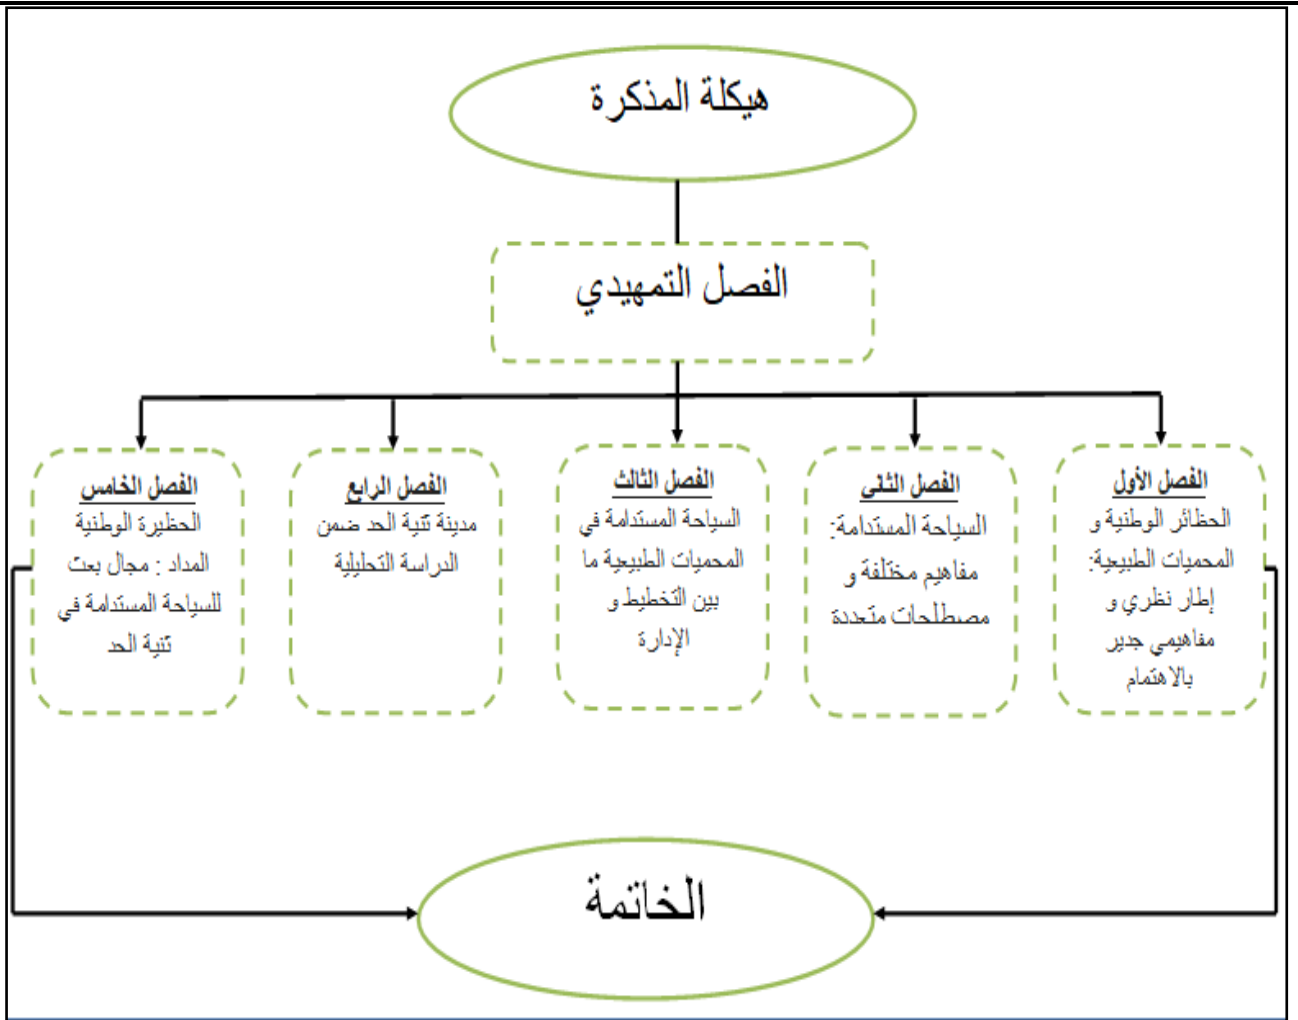 هيكلة المذكرة
الفصل التمهيدي
الفصل الأول
الحظائر الوطنية و
المحميات الطبيعية:
إطار نظري و
مفاهيمي جدير
بالاهتمام
الفصل الثاني
السياحة المستدامة:
مفاهيم مختلفة و
مصطلحات متعددة
الفصل الثالث
السياحة المستدامة في
المحميات الطبيعية ما
بين التخطيط و
الإدارة
الفصل الرابع
مدينة ثنية الحد ضمن
الدراسة التحليلية
الفصل الخامس
الحظيرة الوطنية
المداد : مجال بعث
للسياحة المستدامة في
ثنية الحد
الخاتمة